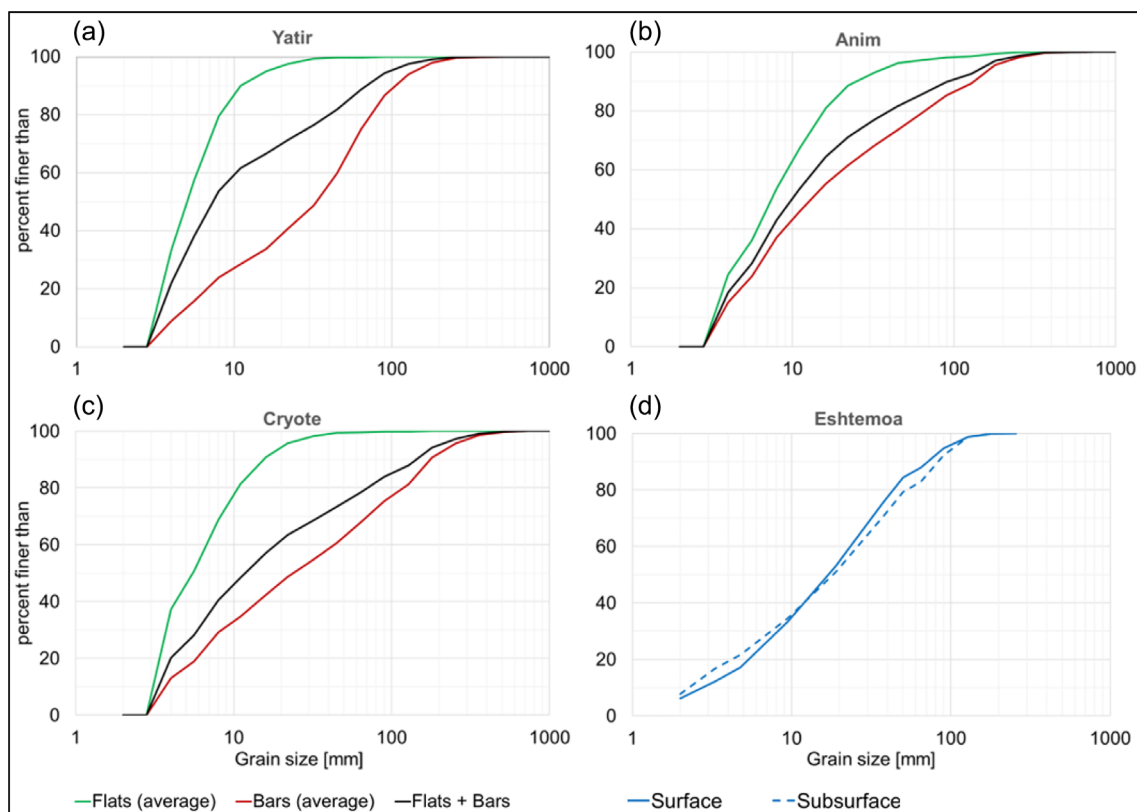 (a)
Yatir
percent finer than
100
80
60
40
20
0
1
10
100
1000
(b)
Anim
100
80
60
40
20
0
1
10
100
1000
(c)
Cryote
percent finer than
100
80
60
40
20
0
1
10
100
1000
Grain size [mm]
(d)
Eshtemoa
100
80
60
40
20
0
1
10
100
1000
Grain size [mm]
Flats (average)
Bars (average)
Flats + Bars
Surface
Subsurface